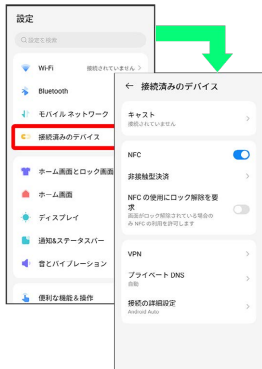 設定
設定を検索
Wi-Fi 接続されていません
Bluetooth
モバイル ネットワーク
接続済みのデバイス
ホーム画面とロック画面
ホーム画面
ディスプレイ
通知&ステータスバー
音とバイブレーション
便利な機能&操作
← 接続済みのデバイス
キャスト
接続されていません
NFC
非接触型決済
NFC の使用にロック解除を要
求
画面がロック解除されている場合の
み NFC の利用を許可します
VPN
プライベート DNS
自動
接続の詳細設定
Android Auto